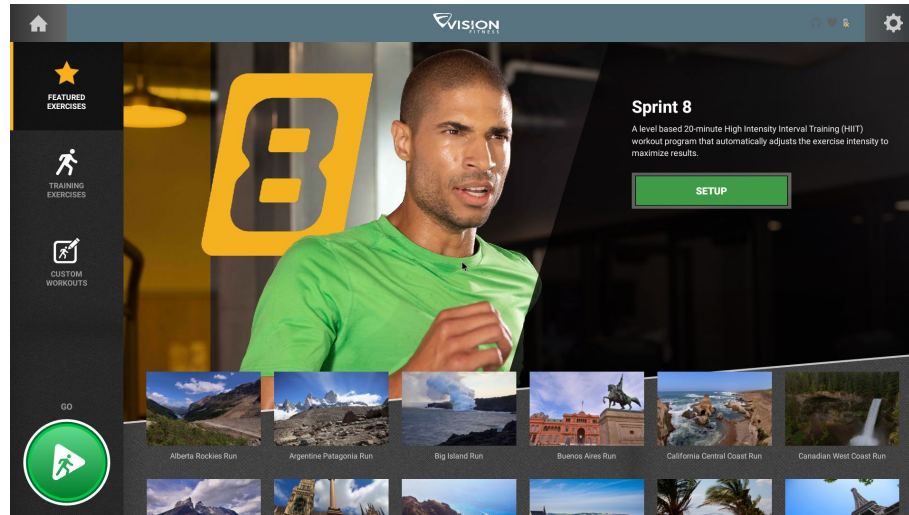 VISION
FITNESS
FEATURED
EXERCISES
TRAINING
EXERCISES
CUSTOM
WORKOUTS
GO
8
Sprint 8
A level based 20-minute High Intensity Interval Training (HIIT)
workout program that automatically adjusts the exercise intensity to
maximize results.
SETUP
Alberta Rockies Run
Argentine Patagonia Run
Big Island Run
Buenos Aires Run
California Central Coast Run
Canadian West Coast Run